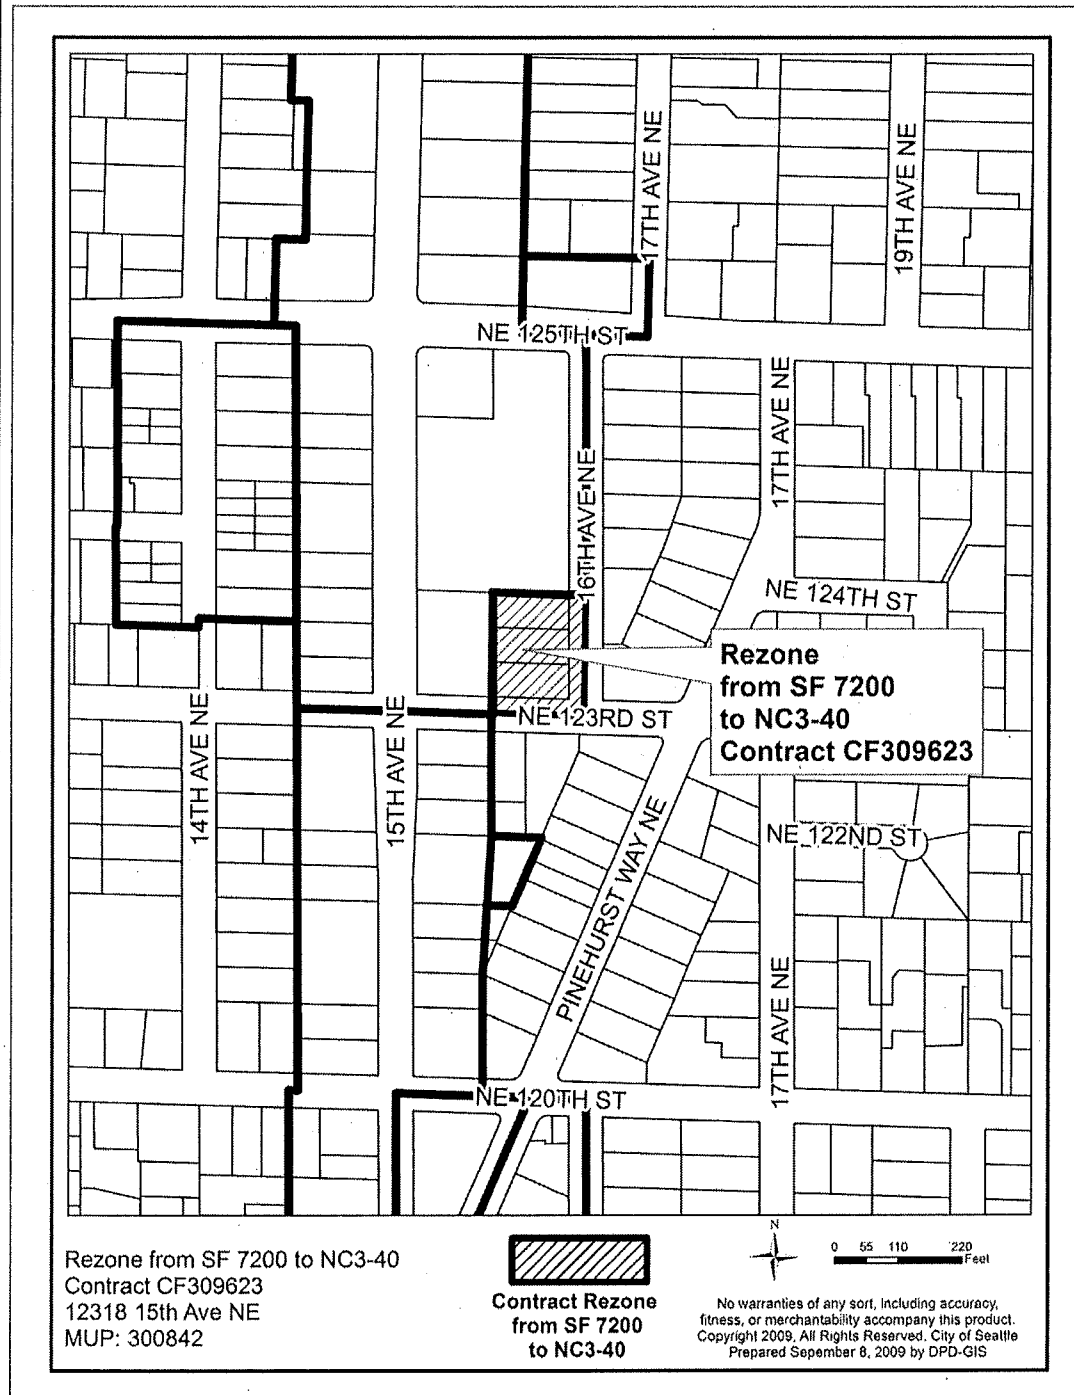 17TH AVE NE
19TH AVE NE
NE 125TH ST
17TH AVE NE
16TH AVE NE
NE 124TH ST
Rezone
from SF 7200
to NC3-40
Contract CF309623
14TH AVE NE
15TH AVE NE
NE 123RD ST
NE 122ND ST
PINEHURST WAY NE
17TH AVE NE
NE 120TH ST
Rezone from SF 7200 to NC3-40
Contract CF309623
12318 15th Ave NE
MUP: 300842
Contract Rezone
from SF 7200
to NC3-40
N
0 55 110 220
Feet
No warranties of any sort, including accuracy,
fitness, or merchantability accompany this product.
Copyright 2009, All Rights Reserved, City of Seattle
Prepared Sepember 8, 2009 by DPD-GIS